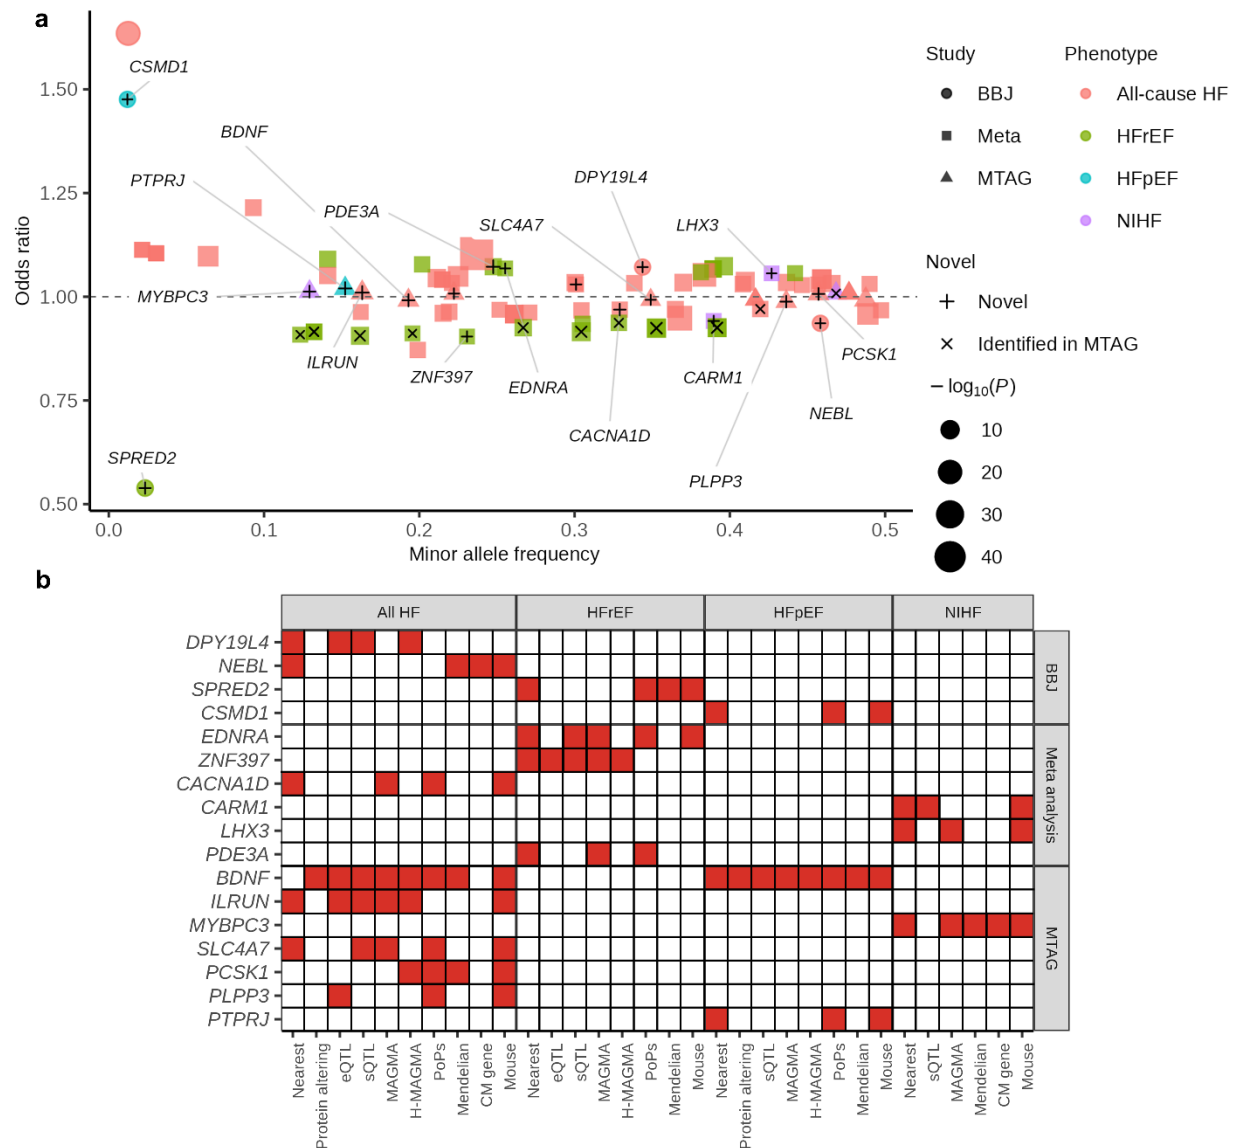 a
Odds ratio
1.50
1.25
1.00
0.75
0.50
0.0
0.1
0.2
0.3
0.4
0.5
Minor allele frequency
CSMD1
BDNF
PTPRJ
PDE3A
DPY19L4
SLC4A7
LHX3
MYBPC3
ILRUN
ZNF397
EDNRA
CACNA1D
CARM1
PLPP3
NEBL
PCSK1
SPRED2
Study
BBJ
Meta
MTAG
Phenotype
All-cause HF
HFrEF
HFpEF
NIHF
Novel
Novel
Identified in MTAG
− log10(P)
10
20
30
40
b
All HF
HFrEF
HFpEF
NIHF
DPY19L4
NEBL
SPRED2
CSMD1
EDNRA
ZNF397
CACNA1D
CARM1
LHX3
PDE3A
BDNF
ILRUN
MYBPC3
SLC4A7
PCSK1
PLPP3
PTPRJ
BBJ
Meta analysis
MTAG
Nearest
Protein altering
eQTL
sQTL
MAGMA
H-MAGMA
PoPs
Mendelian
CM gene
Mouse
Nearest
eQTL
sQTL
MAGMA
H-MAGMA
PoPs
Mendelian
Mouse
Nearest
Protein altering
sQTL
MAGMA
H-MAGMA
PoPs
Mendelian
Mouse
Nearest
sQTL
MAGMA
Mendelian
CM gene
Mouse